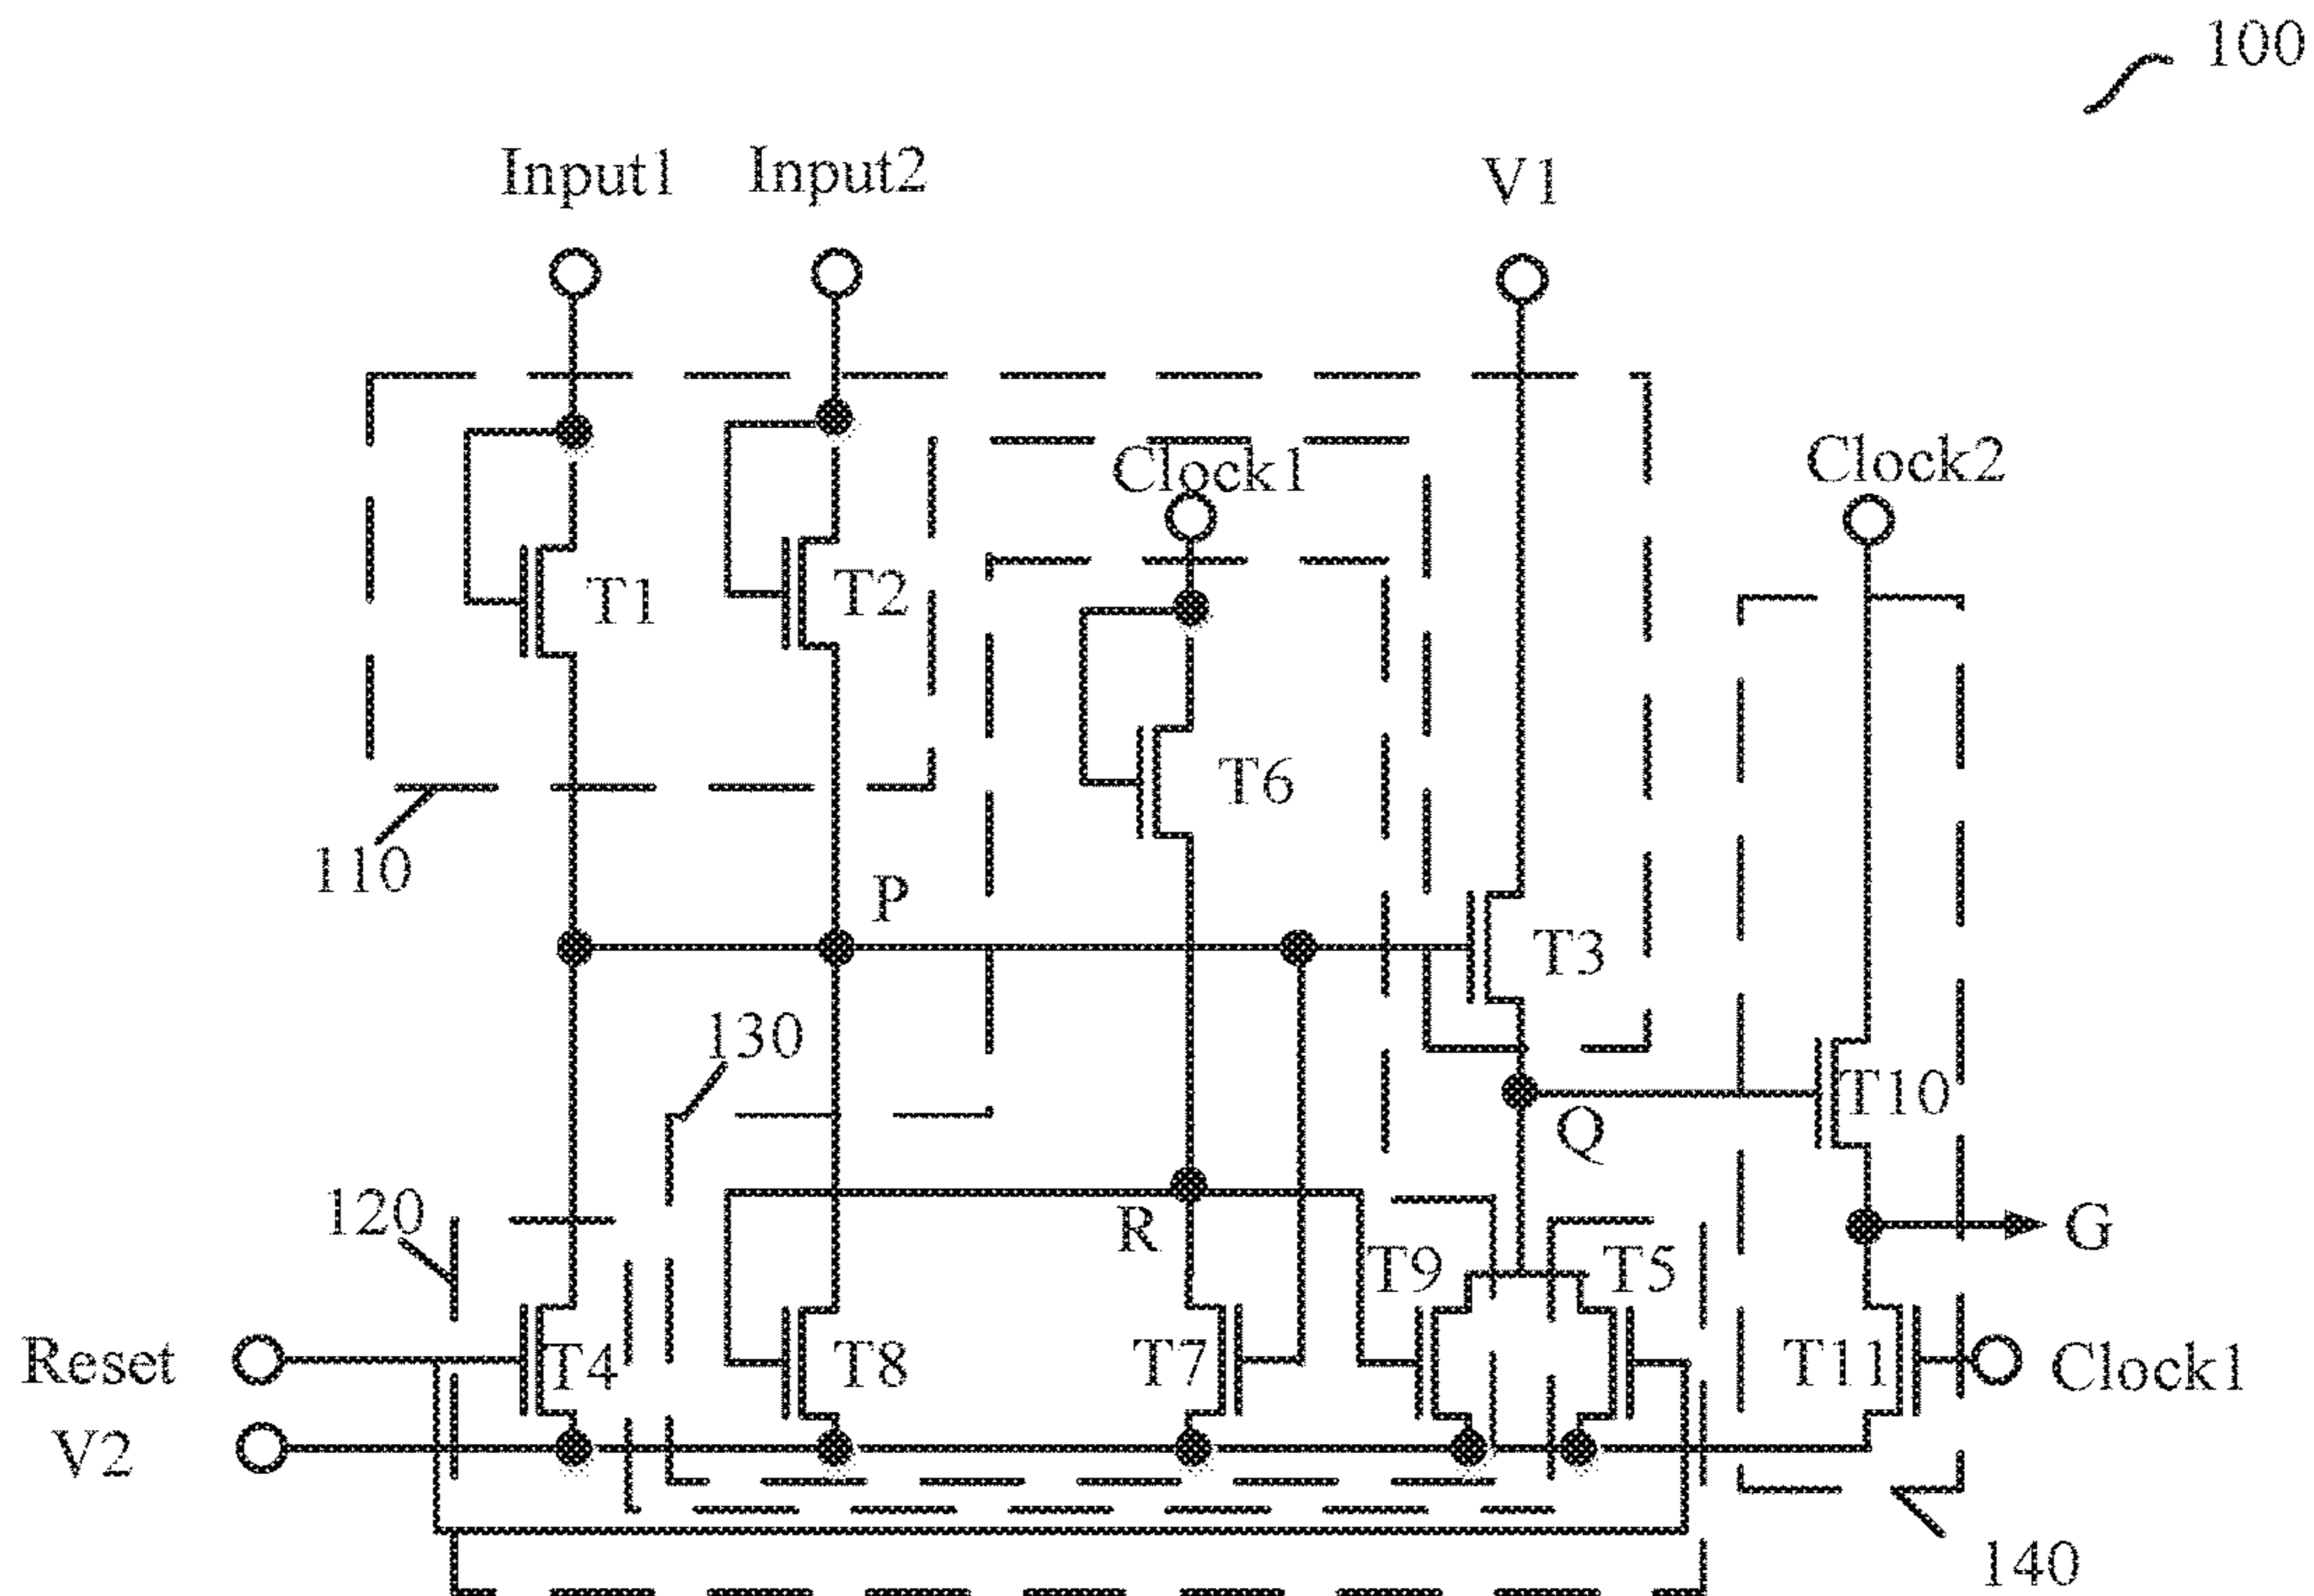 100
Input1
Input2
V1
Clock1
Clock2
T1
T2
T6
110
P
T3
130
T10
Q
120
R
G
T9
T5
Reset
T4
T8
T7
T11
Clock1
V2
140